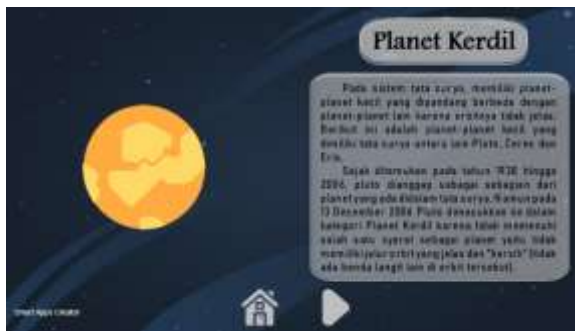 Planet Kerdil
Pada sistem tata surya, memiliki planet-
planet kecil yang dipandang berbeda dengan
planet-planet lain karena orbitnya tidak jelas.
Berikut ini adalah planet-planet kecil yang
dimiliki tata surya antara lain Pluto, Ceres dan
Eris.
Sejak ditemukan pada tahun 1930 hingga
2006, pluto dianggap sebagai sebagian dari
planet yang ada didalam tata surya. Namun pada
13 Desember 2006 Pluto dimasukkan ke dalam
kategori Planet Kerdil karena tidak memenuhi
salah satu syarat sebagai planet yaitu tidak
memiliki jalur orbit yang jelas dan "bersih" (tidak
ada benda langit lain di orbit tersebut).
Smart Apps Creator